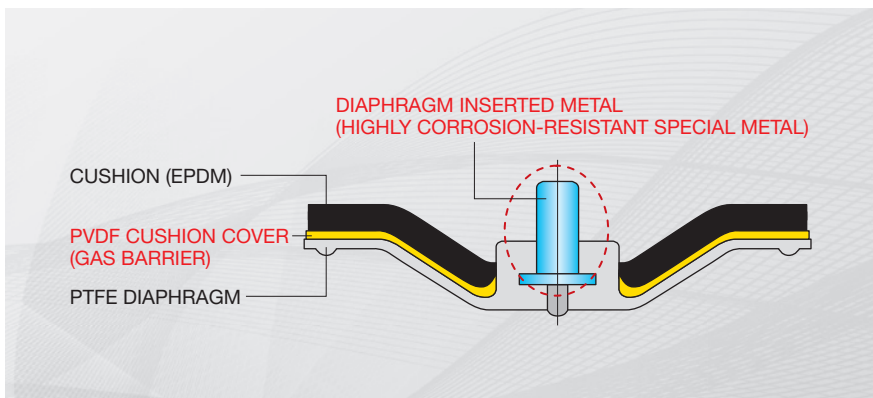 DIAPHRAGM INSERTED METAL
(HIGHLY CORROSION-RESISTANT SPECIAL METAL)
CUSHION (EPDM)
PVDF CUSHION COVER
(GAS BARRIER)
PTFE DIAPHRAGM